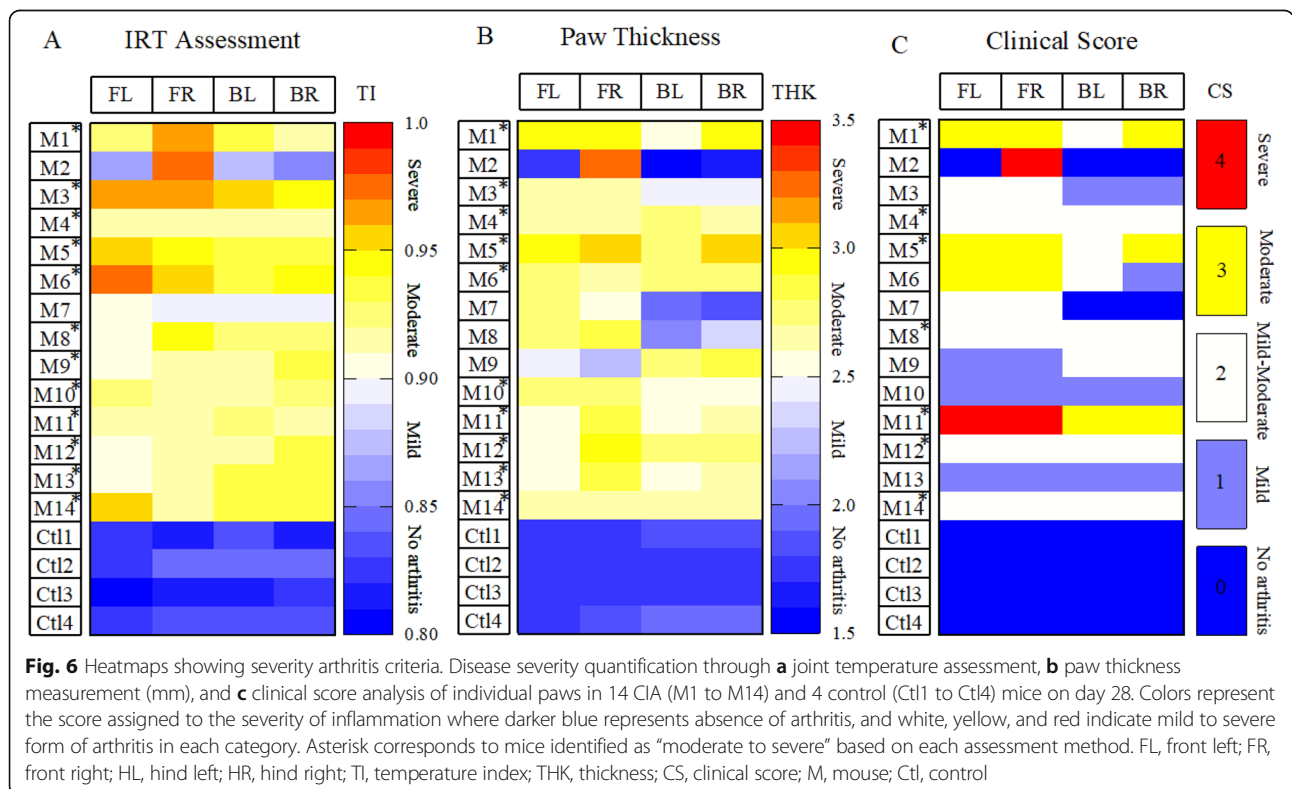 A IRT Assessment
FL FR BL BR TI
M1*
M2
M3*
M4*
M5*
M6*
M7
M8*
M9*
M10*
M11*
M12*
M13*
M14*
Ctl1
Ctl2
Ctl3
Ctl4
1.0
0.95
0.90
0.85
0.80
Severe
Moderate
Mild
No arthritis
B Paw Thickness
FL FR BL BR THK
M1*
M2
M3*
M4*
M5*
M6*
M7
M8
M9
M10*
M11*
M12*
M13*
M14*
Ctl1
Ctl2
Ctl3
Ctl4
3.5
3.0
2.5
2.0
1.5
Severe
Moderate
Mild
No arthritis
C Clinical Score
FL FR BL BR CS
M1*
M2
M3
M4*
M5*
M6
M7
M8*
M9
M10
M11*
M12*
M13
M14*
Ctl1
Ctl2
Ctl3
Ctl4
4 Severe
3 Moderate
2 Mild-Moderate
1 Mild
0 No arthritis
Fig. 6 Heatmaps showing severity arthritis criteria. Disease severity quantification through a joint temperature assessment, b paw thickness
measurement (mm), and c clinical score analysis of individual paws in 14 CIA (M1 to M14) and 4 control (Ctl1 to Ctl4) mice on day 28. Colors represent
the score assigned to the severity of inflammation where darker blue represents absence of arthritis, and white, yellow, and red indicate mild to severe
form of arthritis in each category. Asterisk corresponds to mice identified as “moderate to severe” based on each assessment method. FL, front left; FR,
front right; HL, hind left; HR, hind right; TI, temperature index; THK, thickness; CS, clinical score; M, mouse; Ctl, control